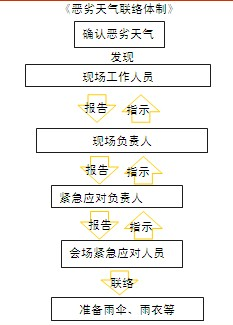 《恶劣天气联络体制》
确认恶劣天气
发现
现场工作人员
报告 指示
现场负责人
报告 指示
紧急应对负责人
报告 指示
会场紧急应对人员
联络
准备雨伞、雨衣等